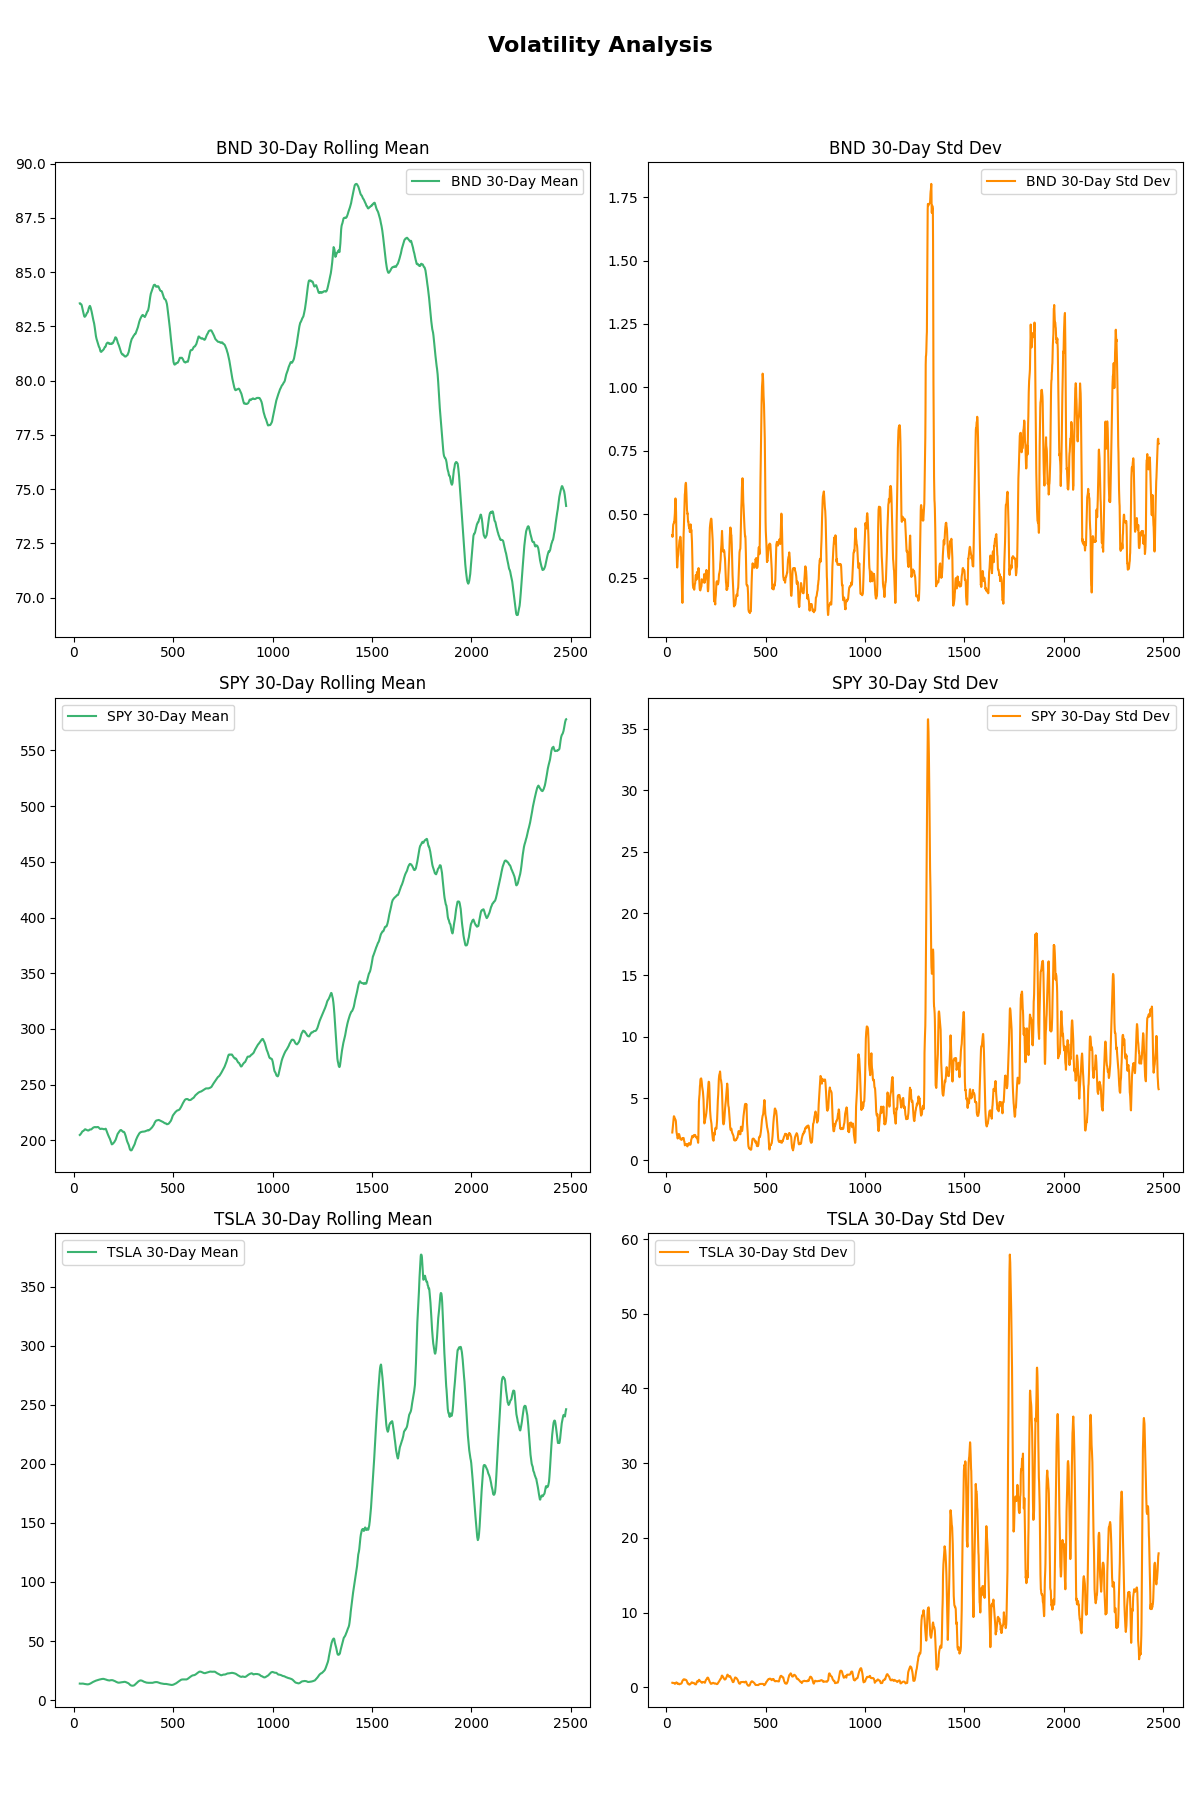 Volatility Analysis
BND 30-Day Rolling Mean
BND 30-Day Mean
90.0
87.5
85.0
82.5
80.0
77.5
75.0
72.5
70.0
0 500 1000 1500 2000 2500
BND 30-Day Std Dev
BND 30-Day Std Dev
1.75
1.50
1.25
1.00
0.75
0.50
0.25
0 500 1000 1500 2000 2500
SPY 30-Day Rolling Mean
SPY 30-Day Mean
550
500
450
400
350
300
250
200
0 500 1000 1500 2000 2500
SPY 30-Day Std Dev
SPY 30-Day Std Dev
35
30
25
20
15
10
5
0
0 500 1000 1500 2000 2500
TSLA 30-Day Rolling Mean
TSLA 30-Day Mean
350
300
250
200
150
100
50
0
0 500 1000 1500 2000 2500
TSLA 30-Day Std Dev
TSLA 30-Day Std Dev
60
50
40
30
20
10
0
0 500 1000 1500 2000 2500